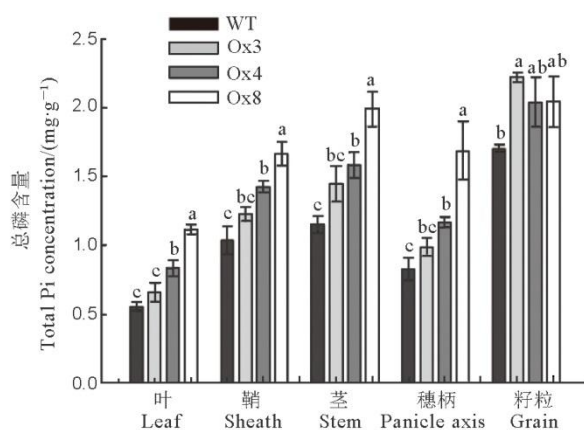 WT
Ox3
Ox4
Ox8
总磷含量
Total Pi concentration/(mg·g⁻¹)
2.5
2.0
1.5
1.0
0.5
0.0
c c b a
c bc b a
c bc b a
c bc b a
b a ab ab
叶 鞘 茎 穗柄 籽粒
Leaf Sheath Stem Panicle axis Grain